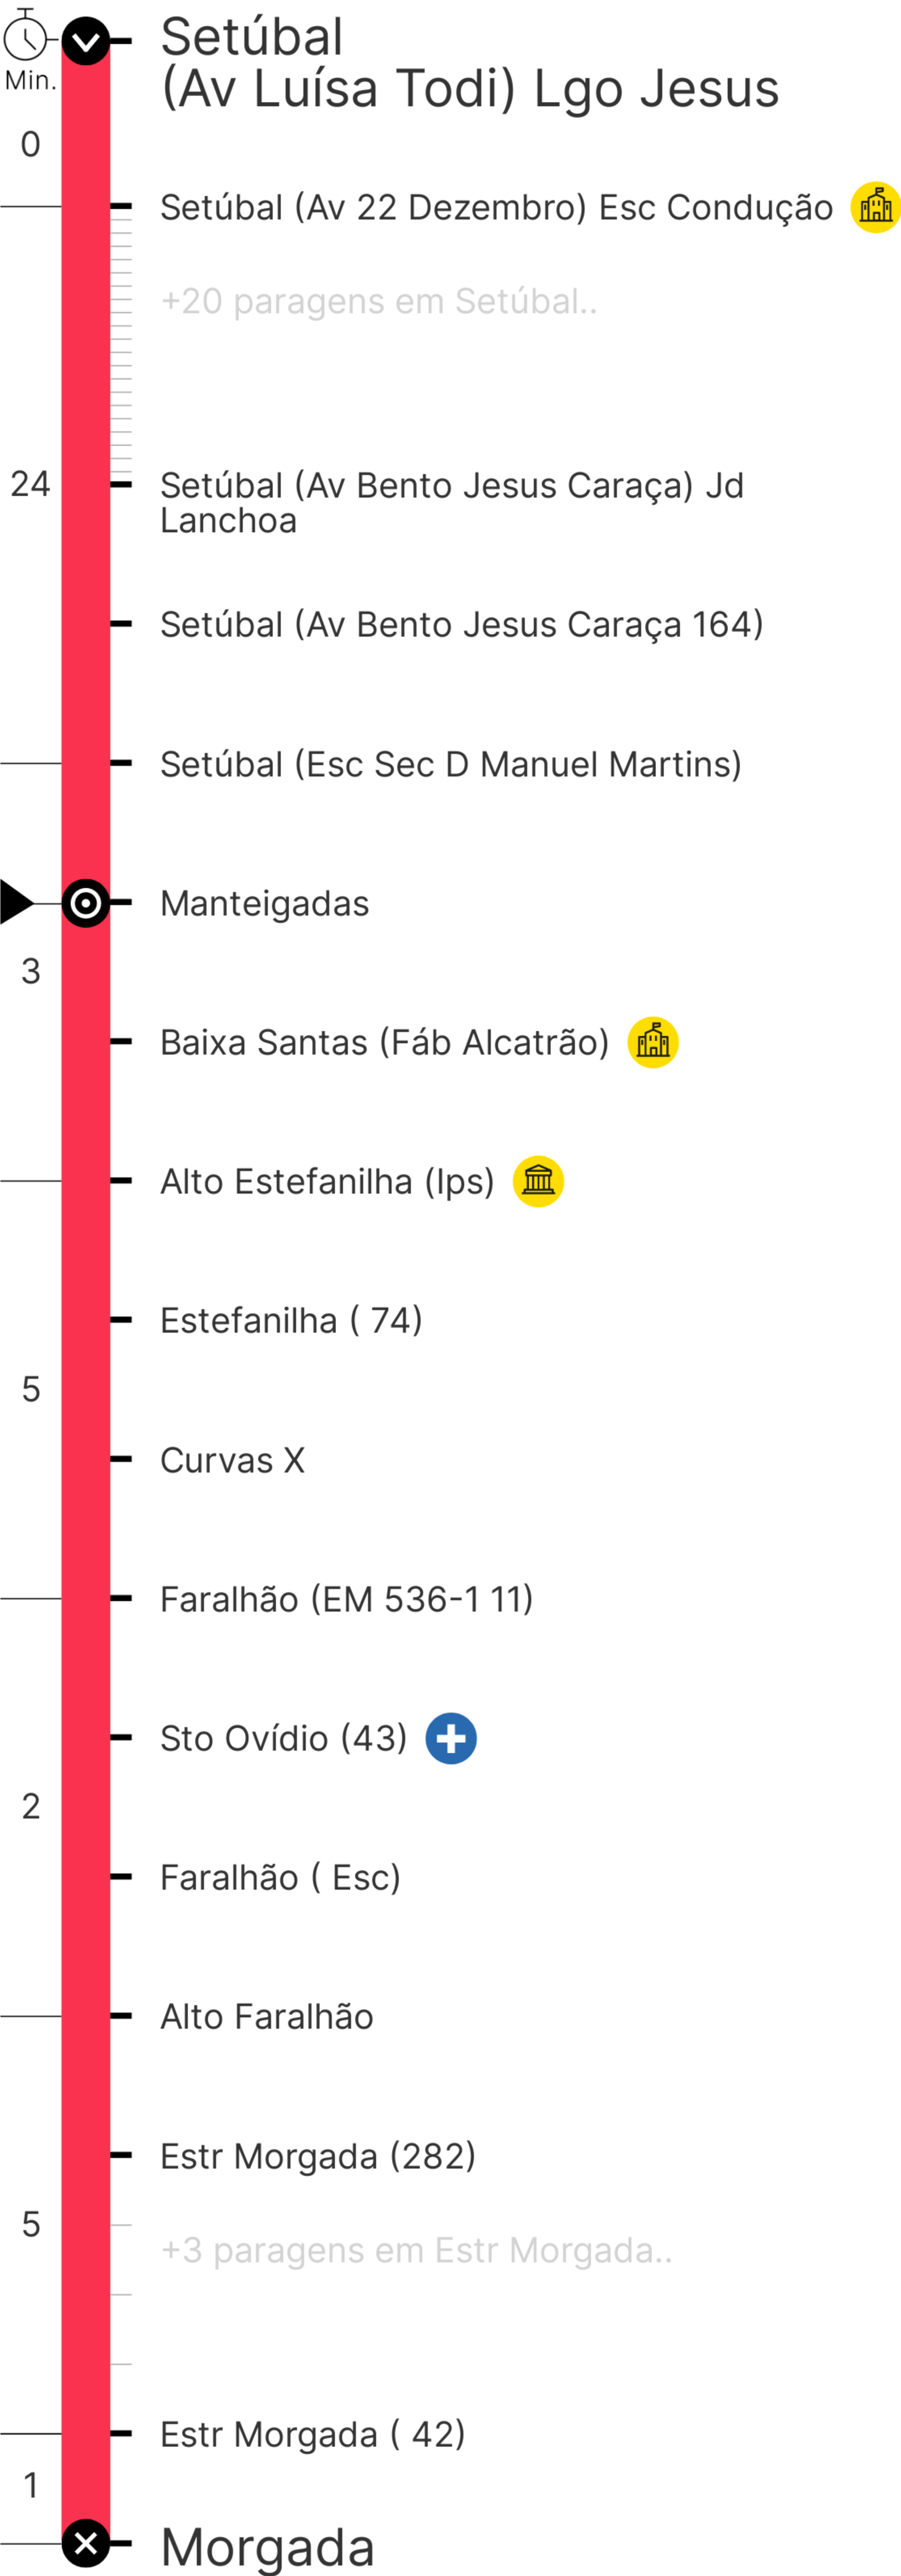 Min.
Setúbal
(Av Luísa Todi) Lgo Jesus
0
Setúbal (Av 22 Dezembro) Esc Condução
+20 paragens em Setúbal..
24
Setúbal (Av Bento Jesus Caraça) Jd
Lanchoa
Setúbal (Av Bento Jesus Caraça 164)
Setúbal (Esc Sec D Manuel Martins)
Manteigadas
3
Baixa Santas (Fáb Alcatrão)
Alto Estefanilha (Ips)
Estefanilha ( 74)
5
Curvas X
Faralhão (EM 536-1 11)
Sto Ovídio (43)
2
Faralhão ( Esc)
Alto Faralhão
Estr Morgada (282)
5
+3 paragens em Estr Morgada..
Estr Morgada ( 42)
1
Morgada